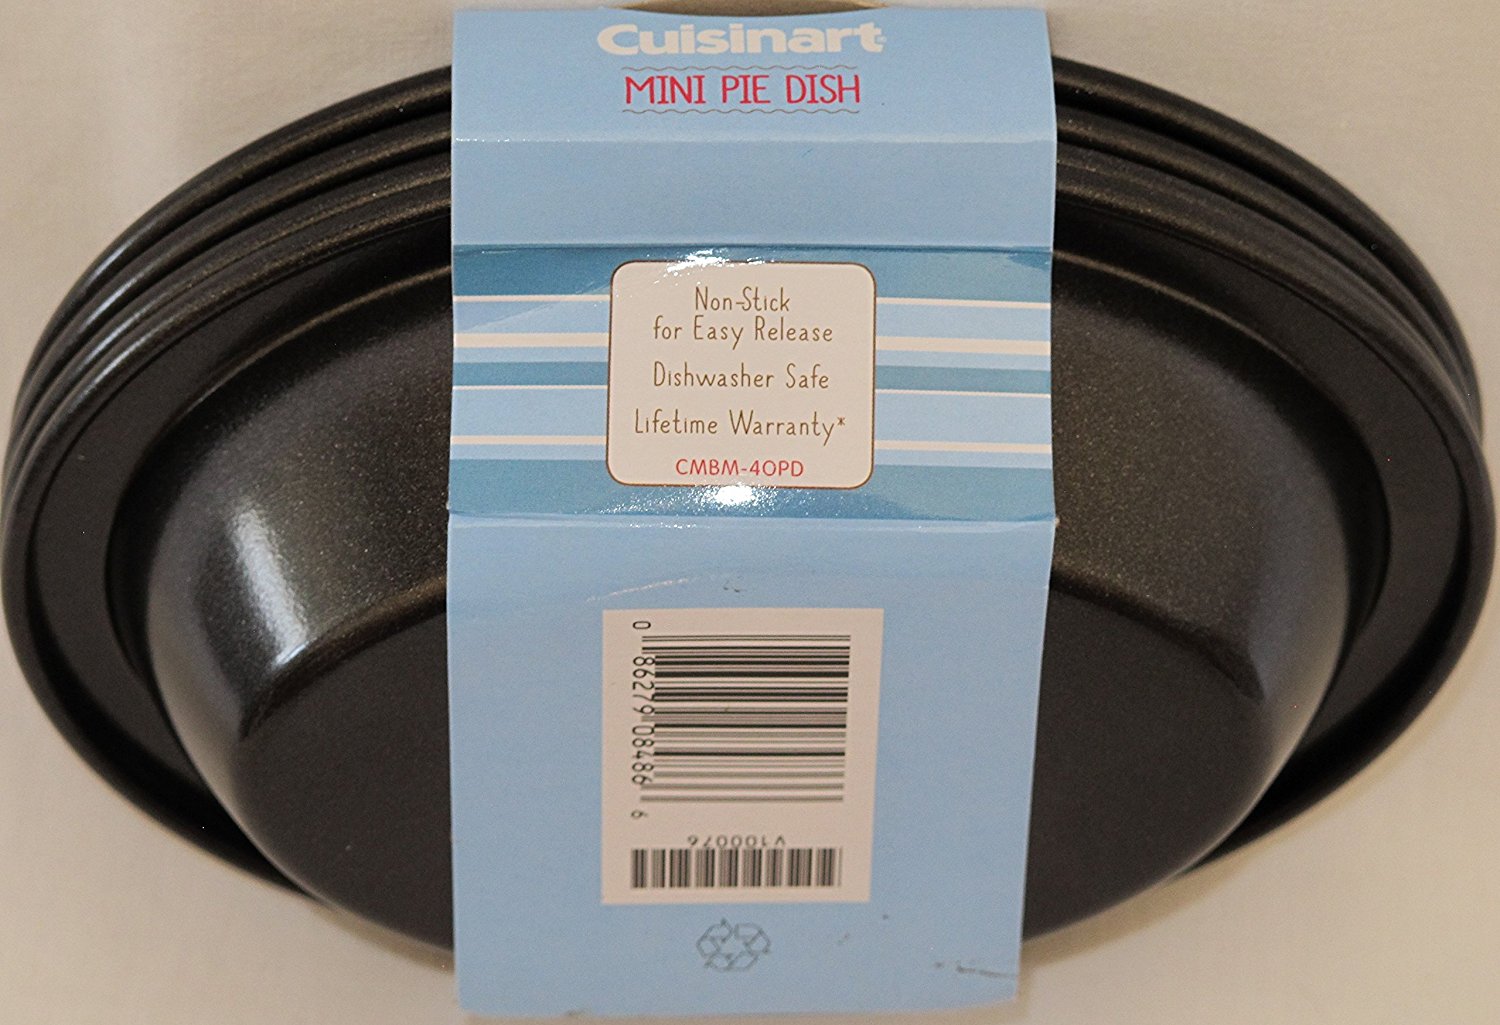 Cuisinart
MINI PIE DISH
Non-Stick
for Easy Release
Dishwasher Safe
Lifetime Warranty*
CMBM-40PD
0 86279 08486 6
V100076